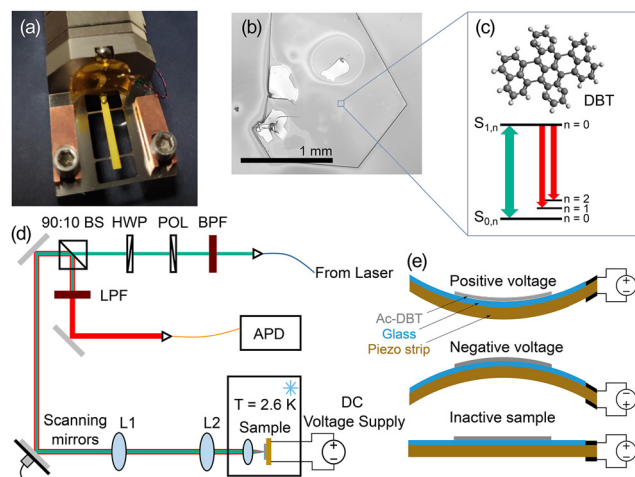 (a)
(b)
1 mm
(c)
DBT
S1,n
n = 0
n = 2
n = 1
S0,n
n = 0
(d)
90:10 BS
HWP
POL
BPF
From Laser
LPF
APD
Scanning
mirrors
L1
L2
T = 2.6 K
Sample
DC
Voltage Supply
(e)
Positive voltage
Ac-DBT
Glass
Piezo strip
Negative voltage
Inactive sample